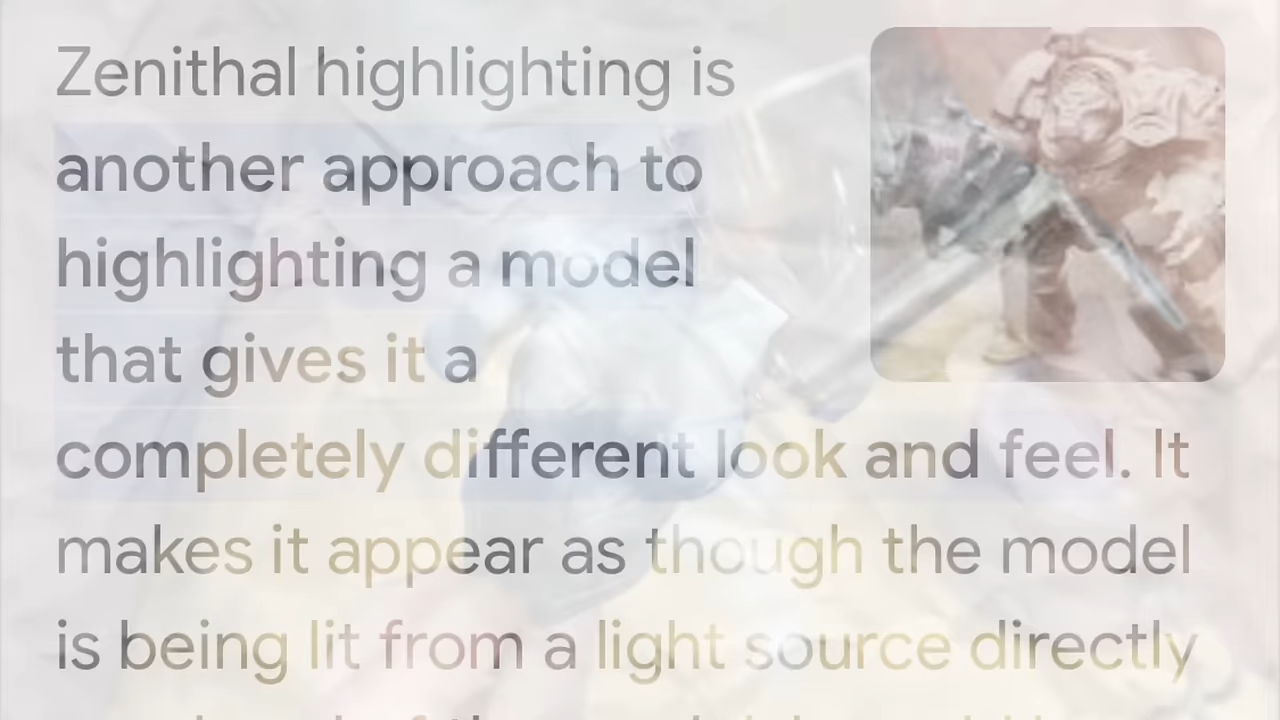 Zenithal highlighting is
another approach to
highlighting a model
that gives it a
completely different look and feel. It
makes it appear as though the model
is being lit from a light source directly